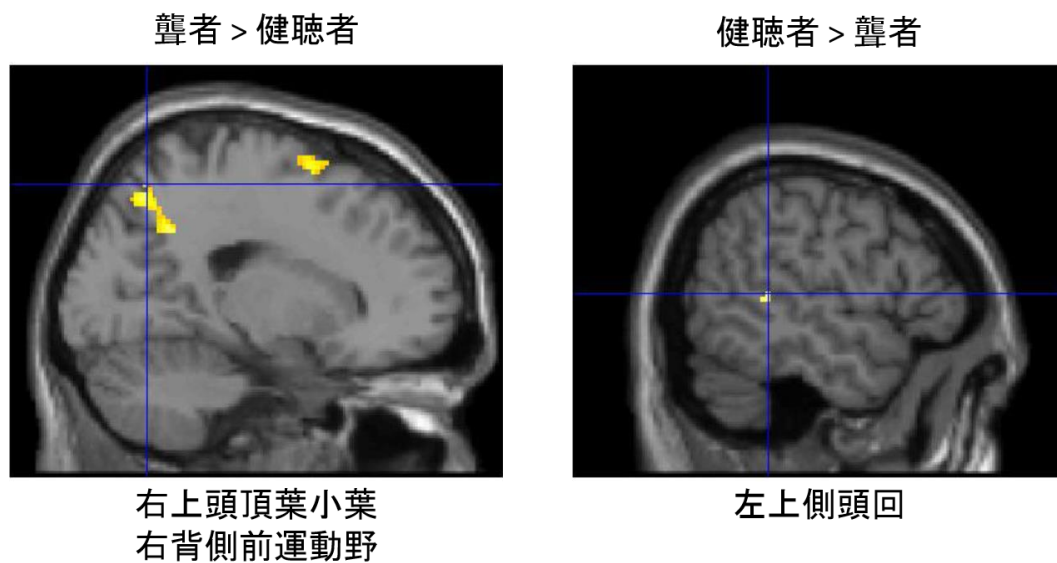 聾者 > 健聴者
健聴者 > 聾者
右上頭頂葉小葉
右背側前運動野
左上側頭回